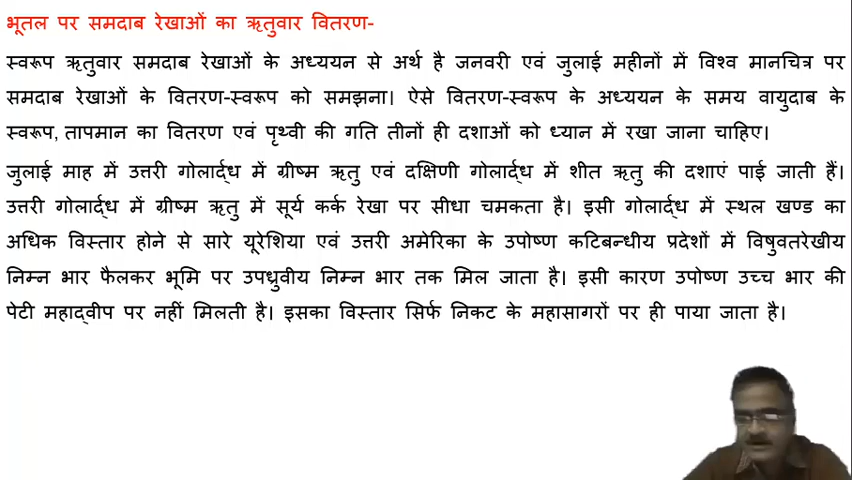 भूतल पर समदाब रेखाओं का ऋतुवार वितरण-
स्वरूप ऋतुवार समदाब रेखाओं के अध्ययन से अर्थ है जनवरी एवं जुलाई महीनों में विश्व मानचित्र पर
समदाब रेखाओं के वितरण-स्वरूप को समझना। ऐसे वितरण-स्वरूप के अध्ययन के समय वायुदाब के
स्वरूप, तापमान का वितरण एवं पृथ्वी की गति तीनों ही दशाओं को ध्यान में रखा जाना चाहिए।
जुलाई माह में उत्तरी गोलार्द्ध में ग्रीष्म ऋतु एवं दक्षिणी गोलार्द्ध में शीत ऋतु की दशाएं पाई जाती हैं।
उत्तरी गोलार्द्ध में ग्रीष्म ऋतु में सूर्य कर्क रेखा पर सीधा चमकता है। इसी गोलार्द्ध में स्थल खण्ड का
अधिक विस्तार होने से सारे यूरेशिया एवं उत्तरी अमेरिका के उपोष्ण कटिबन्धीय प्रदेशों में विषुवतरेखीय
निम्न भार फैलकर भूमि पर उपध्रुवीय निम्न भार तक मिल जाता है। इसी कारण उपोष्ण उच्च भार की
पेटी महाद्वीप पर नहीं मिलती है। इसका विस्तार सिर्फ निकट के महासागरों पर ही पाया जाता है।